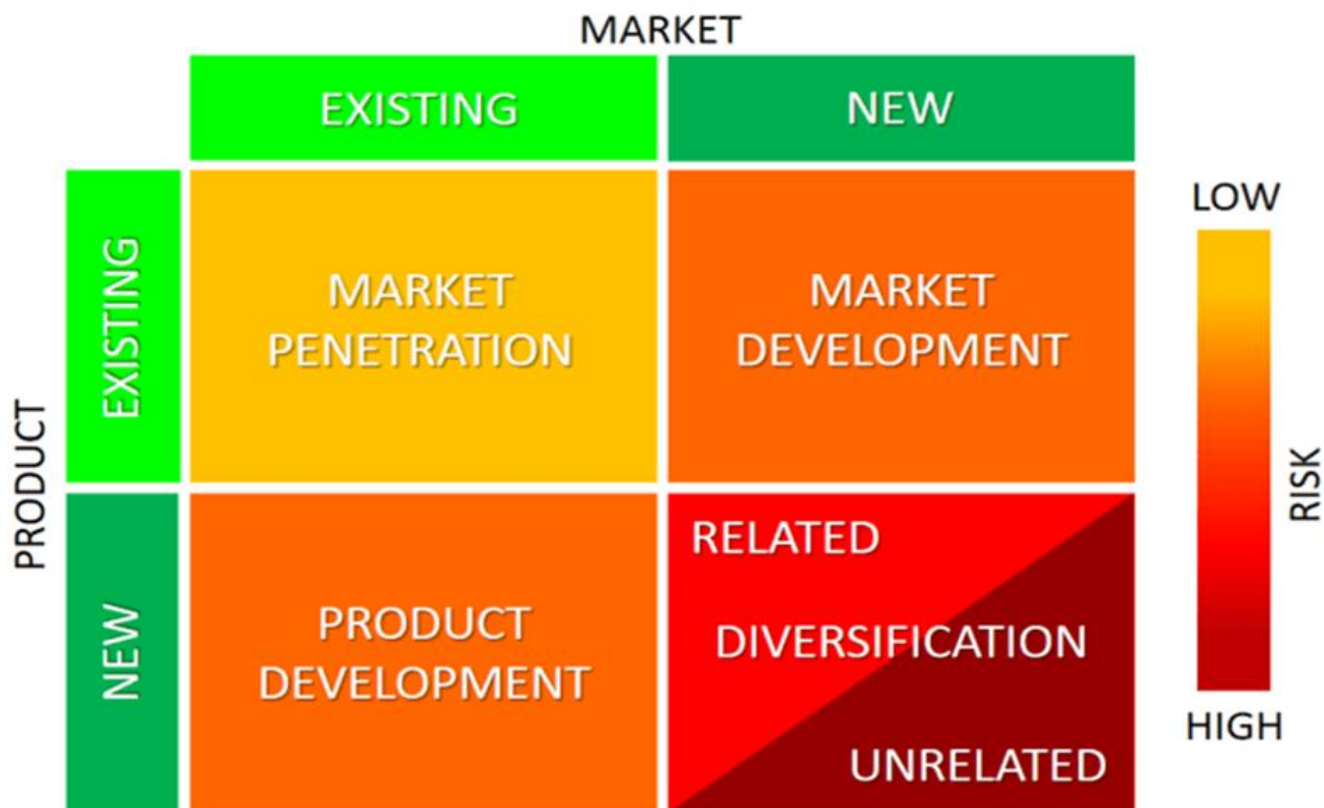 MARKET
EXISTING
NEW
EXISTING
MARKET
PENETRATION
MARKET
DEVELOPMENT
LOW
PRODUCT
RISK
NEW
PRODUCT
DEVELOPMENT
RELATED
DIVERSIFICATION
UNRELATED
HIGH